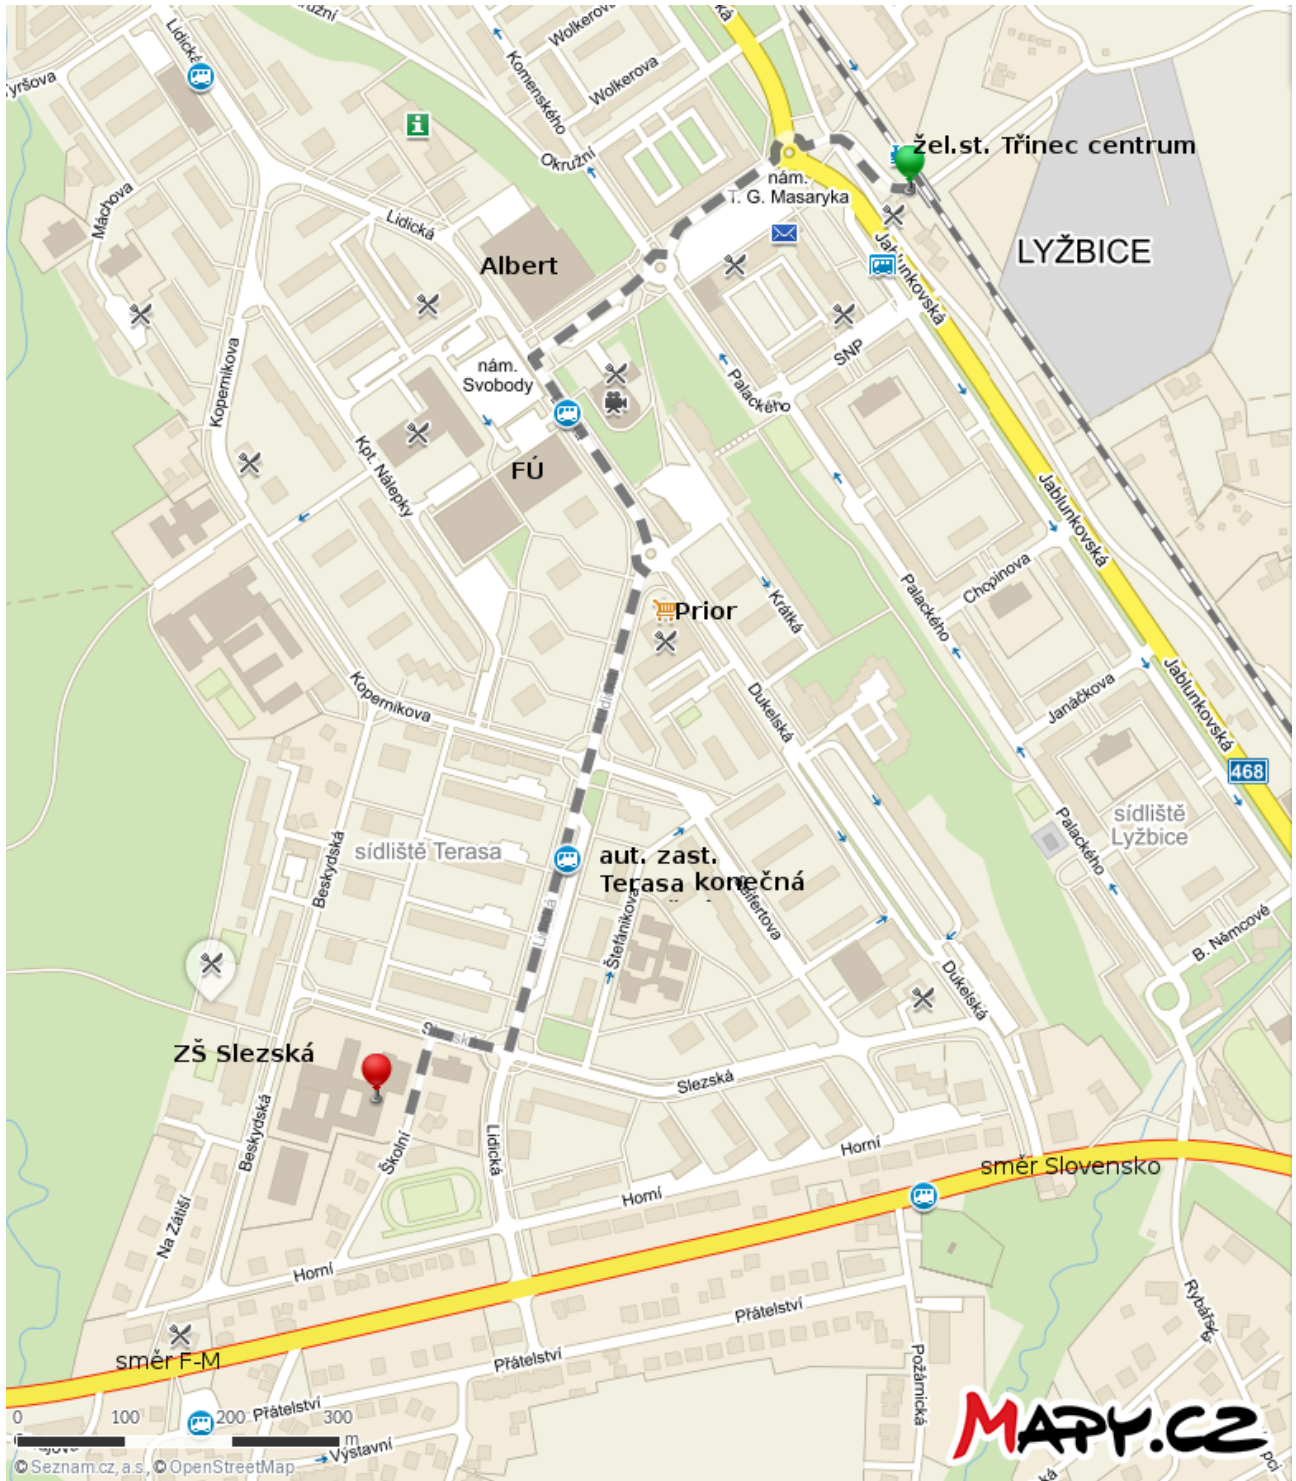 Lidická
Wolkerova
Tyršova
Komenského
Wolkerova
žel.st. Třinec centrum
Okružní
nám.
T. G. Masaryka
Máchova
Lidická
LYŽBICE
Jablunkovská
Albert
SNP
nám.
Svobody
Kopernikova
Palackého
Kpt. Nálepky
FÚ
Jablunkovská
Chopinova
Palackého
Krátká
Prior
Kopernikova
Dukelská
Janáčkova
Jablunkovská
468
sídliště
Lyžbice
Palackého
Beskydská
sídliště Terasa
aut. zast.
Terasa konečná
Seifertova
Štefánikova
Lidická
B. Němcové
Dukelská
Slezská
ZŠ Slezská
Slezská
Beskydská
Školní
Lidická
Horní
směr Slovensko
Horní
Na Zátiší
Horní
Rybářská
Přátelství
směr F-M
Přátelství
Požárnická
Přátelství
0 100 200 300
m
Výstavní
MAPY.CZ
© Seznam.cz, a.s., © OpenStreetMap